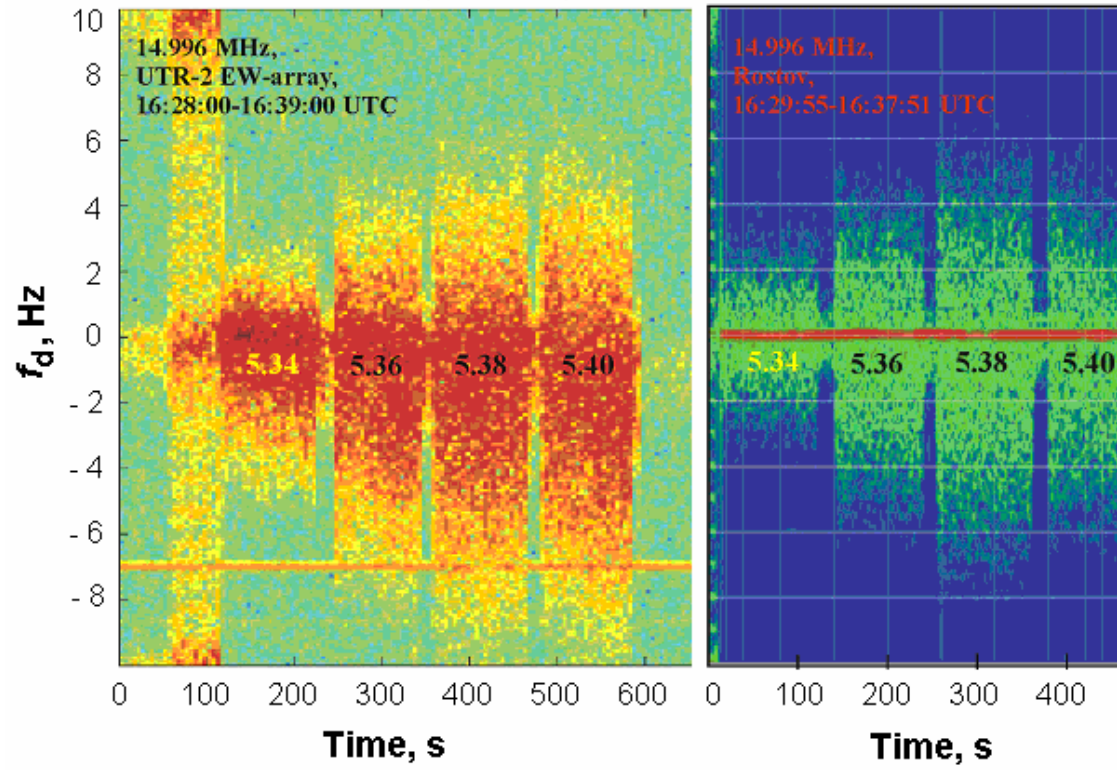 14.996 MHz,
UTR-2 EW-array,
16:28:00-16:39:00 UTC
10
8
6
4
2
0
- 2
- 4
- 6
- 8
f_d, Hz
5.34 5.36 5.38 5.40
0 100 200 300 400 500 600
Time, s
14.996 MHz,
Rostov,
16:29:55-16:37:51 UTC
5.34 5.36 5.38 5.40
0 100 200 300 400
Time, s